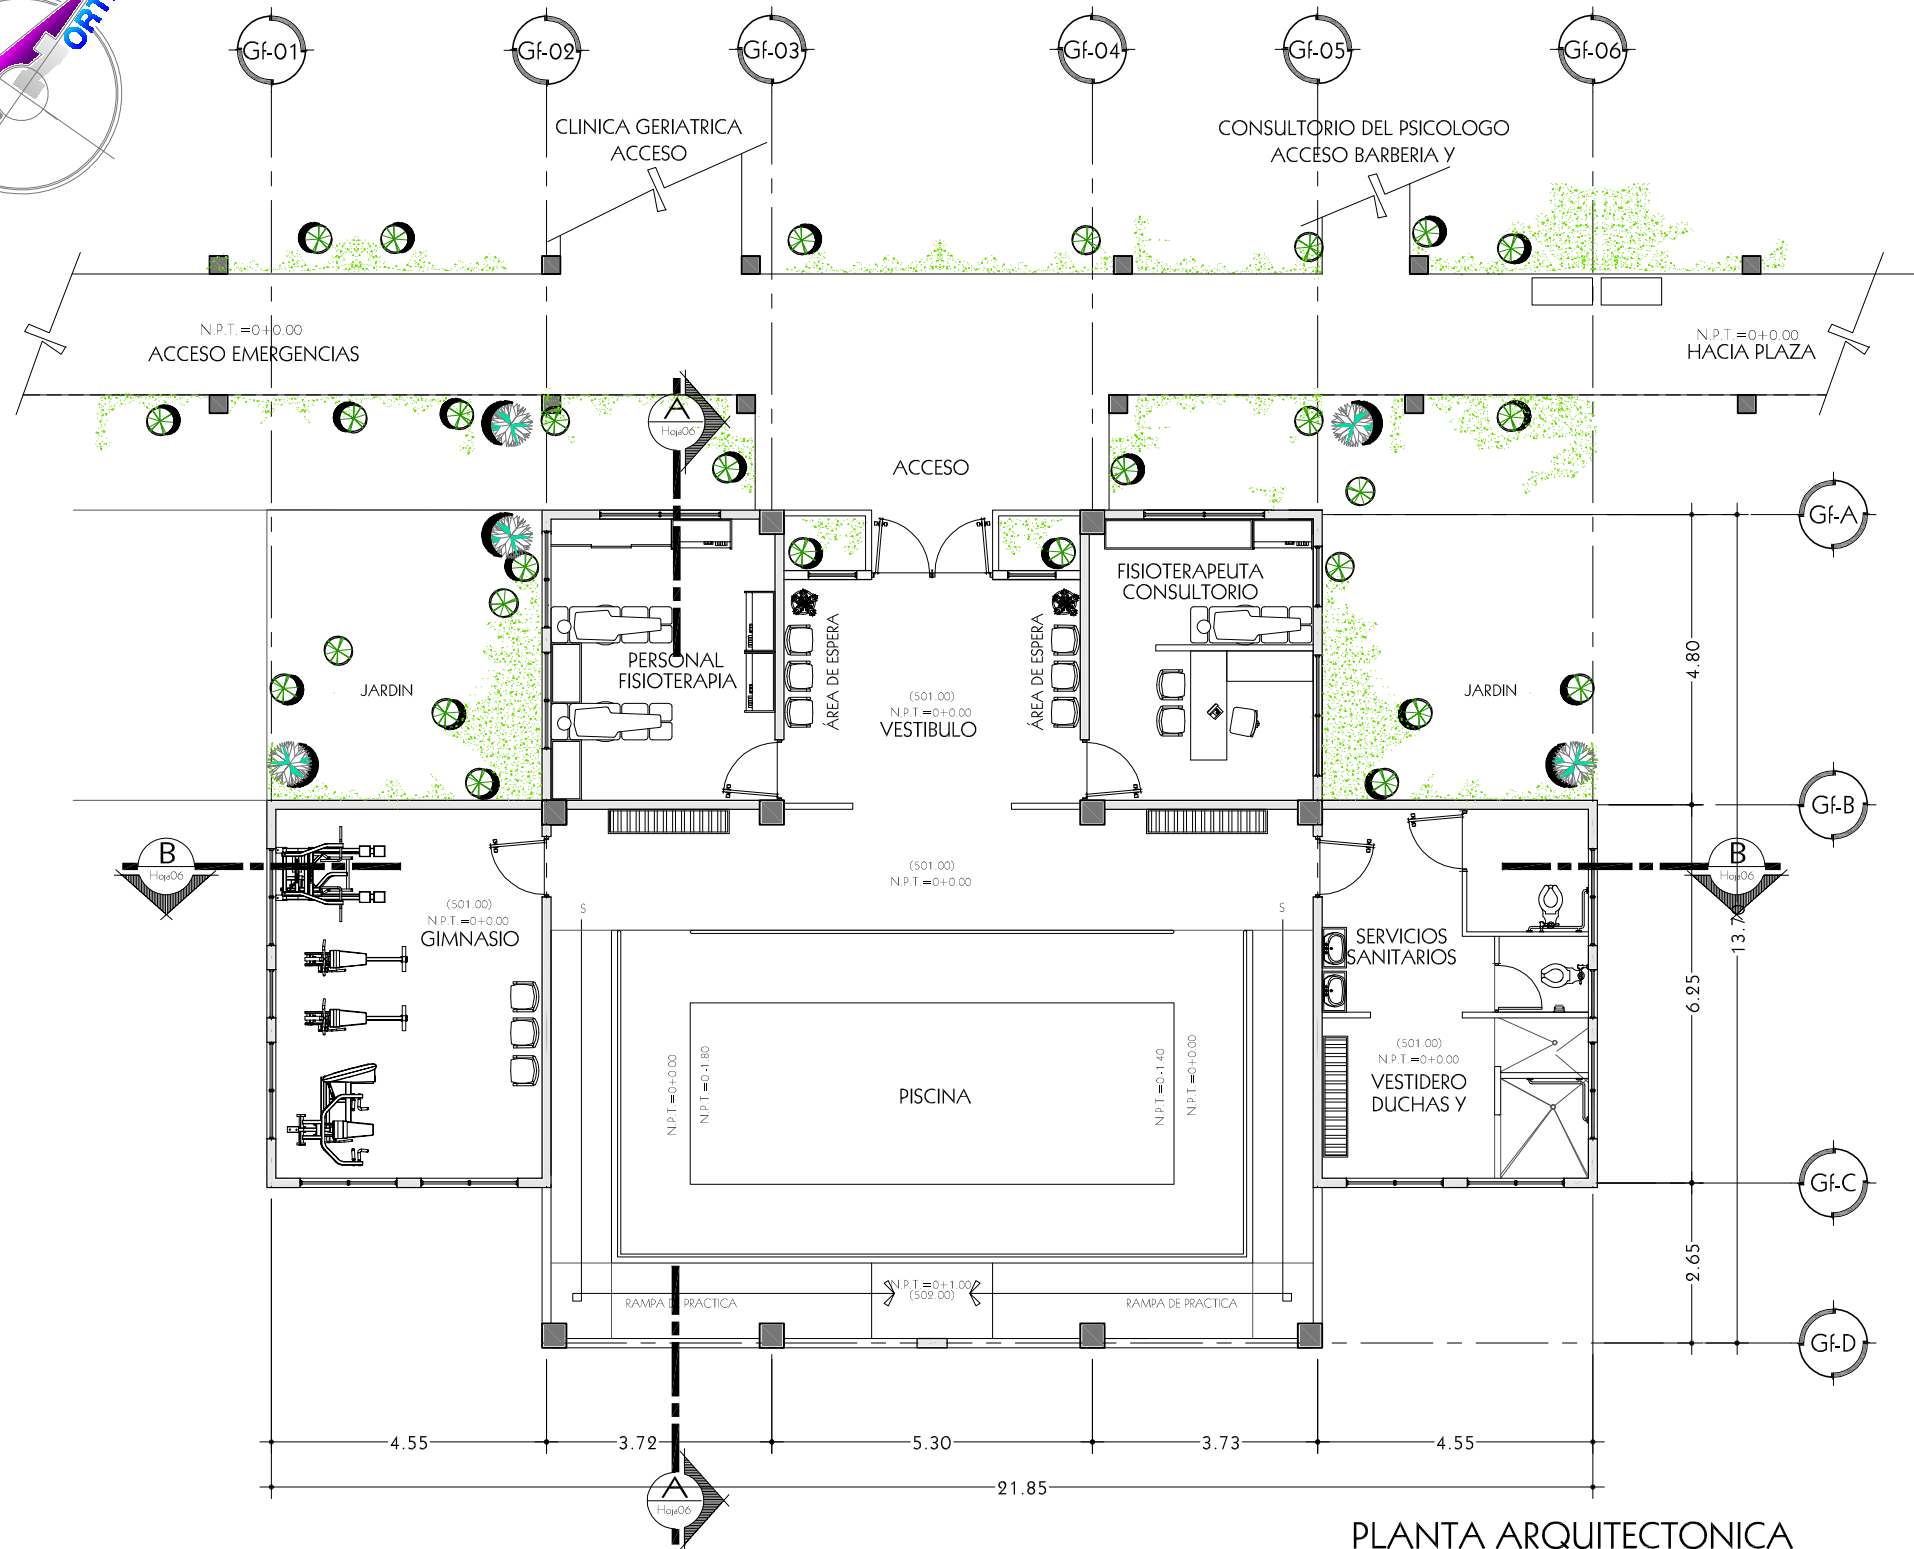 ORT
Gf-01
Gf-02
Gf-03
Gf-04
Gf-05
Gf-06
CLINICA GERIATRICA
ACCESO
CONSULTORIO DEL PSICOLOGO
ACCESO BARBERIA Y
N.P.T.=0+0.00
ACCESO EMERGENCIAS
N.P.T.=0+0.00
HACIA PLAZA
A
Hoja06
ACCESO
Gf-A
FISIOTERAPEUTA
CONSULTORIO
PERSONAL
FISIOTERAPIA
ÁREA DE ESPERA
ÁREA DE ESPERA
(501.00)
N.P.T.=0+0.00
VESTIBULO
JARDIN
JARDIN
4.80
Gf-B
B
Hoja06
B
Hoja06
(501.00)
N.P.T.=0+0.00
(501.00)
N.P.T.=0+0.00
GIMNASIO
S
S
SERVICIOS
SANITARIOS
6.25
N.P.T.=0+0.00
N.P.T.=0-1.80
PISCINA
N.P.T.=0-1.40
N.P.T.=0+0.00
(501.00)
N.P.T.=0+0.00
VESTIDERO
DUCHAS Y
Gf-C
2.65
N.P.T.=0+1.00
(502.00)
RAMPA DE PRACTICA
RAMPA DE PRACTICA
Gf-D
4.55
3.72
5.30
3.73
4.55
21.85
A
Hoja06
PLANTA ARQUITECTONICA